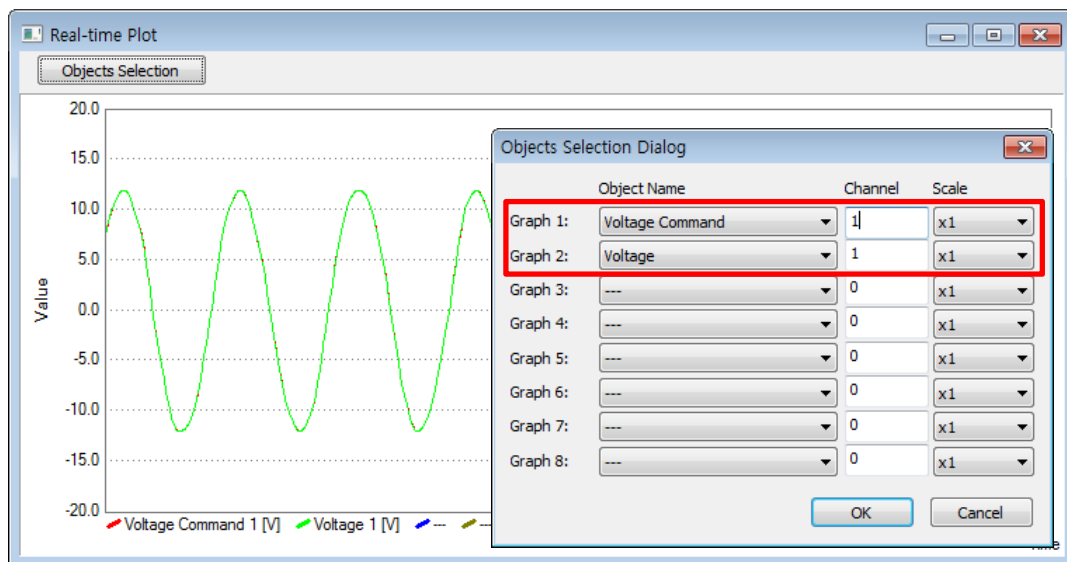 Real-time Plot
Objects Selection
20.0
15.0
10.0
5.0
0.0
-5.0
-10.0
-15.0
-20.0
Value
Voltage Command 1 [V] Voltage 1 [V] --- ---
Objects Selection Dialog
Object Name Channel Scale
Graph 1: Voltage Command 1 x1
Graph 2: Voltage 1 x1
Graph 3: --- 0 x1
Graph 4: --- 0 x1
Graph 5: --- 0 x1
Graph 6: --- 0 x1
Graph 7: --- 0 x1
Graph 8: --- 0 x1
OK Cancel